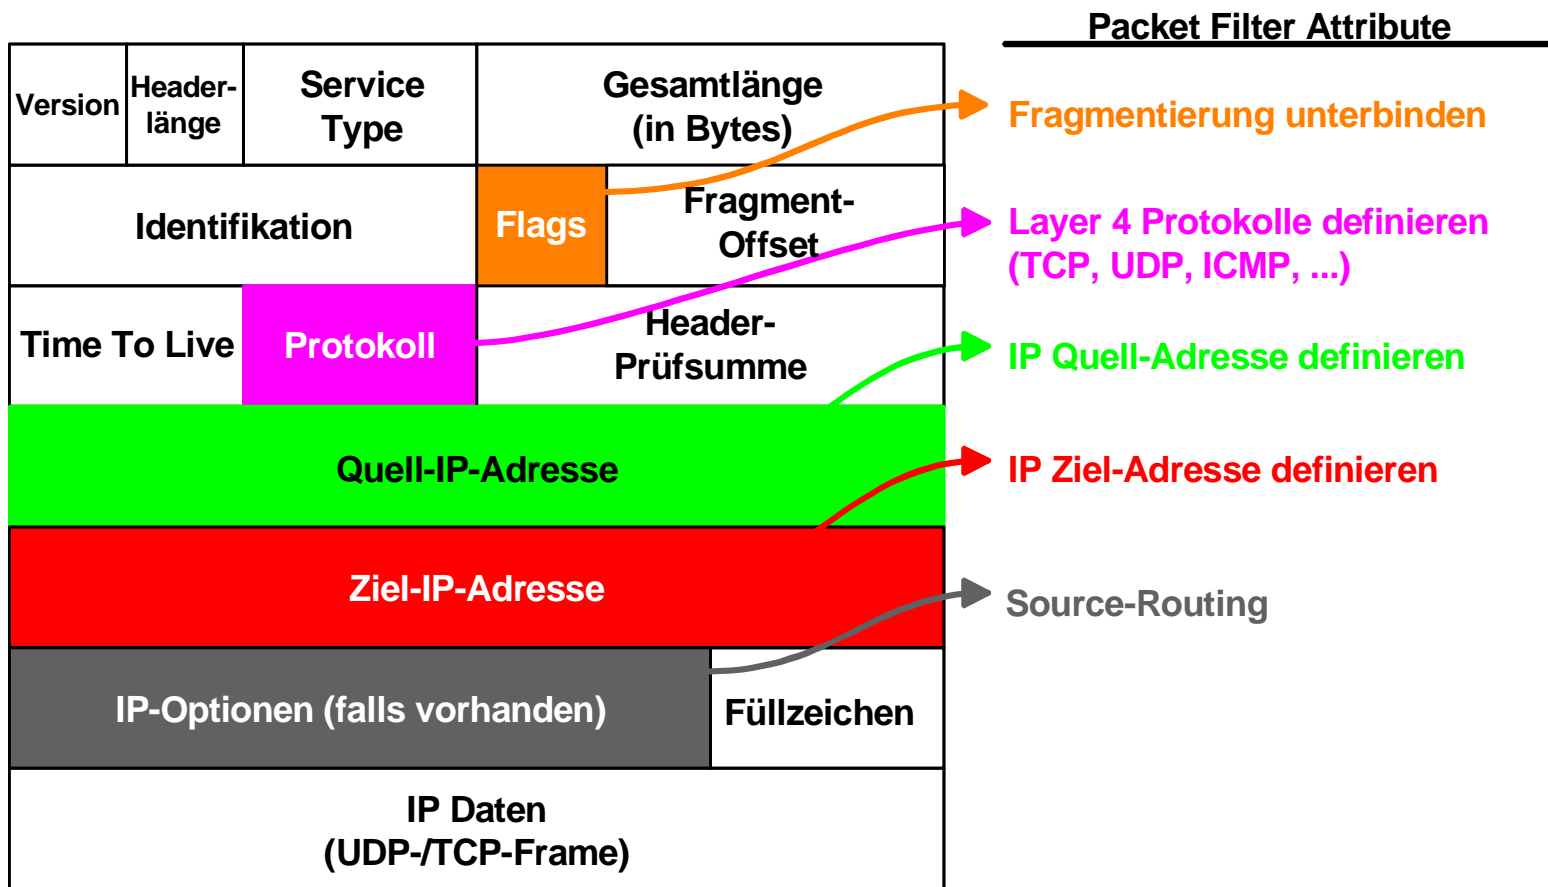 Packet Filter Attribute
Version
Header-
länge
Service
Type
Gesamtlänge
(in Bytes)
Fragmentierung unterbinden
Identifikation
Flags
Fragment-
Offset
Layer 4 Protokolle definieren
(TCP, UDP, ICMP, ...)
Time To Live
Protokoll
Header-
Prüfsumme
IP Quell-Adresse definieren
Quell-IP-Adresse
IP Ziel-Adresse definieren
Ziel-IP-Adresse
Source-Routing
IP-Optionen (falls vorhanden)
Füllzeichen
IP Daten
(UDP-/TCP-Frame)